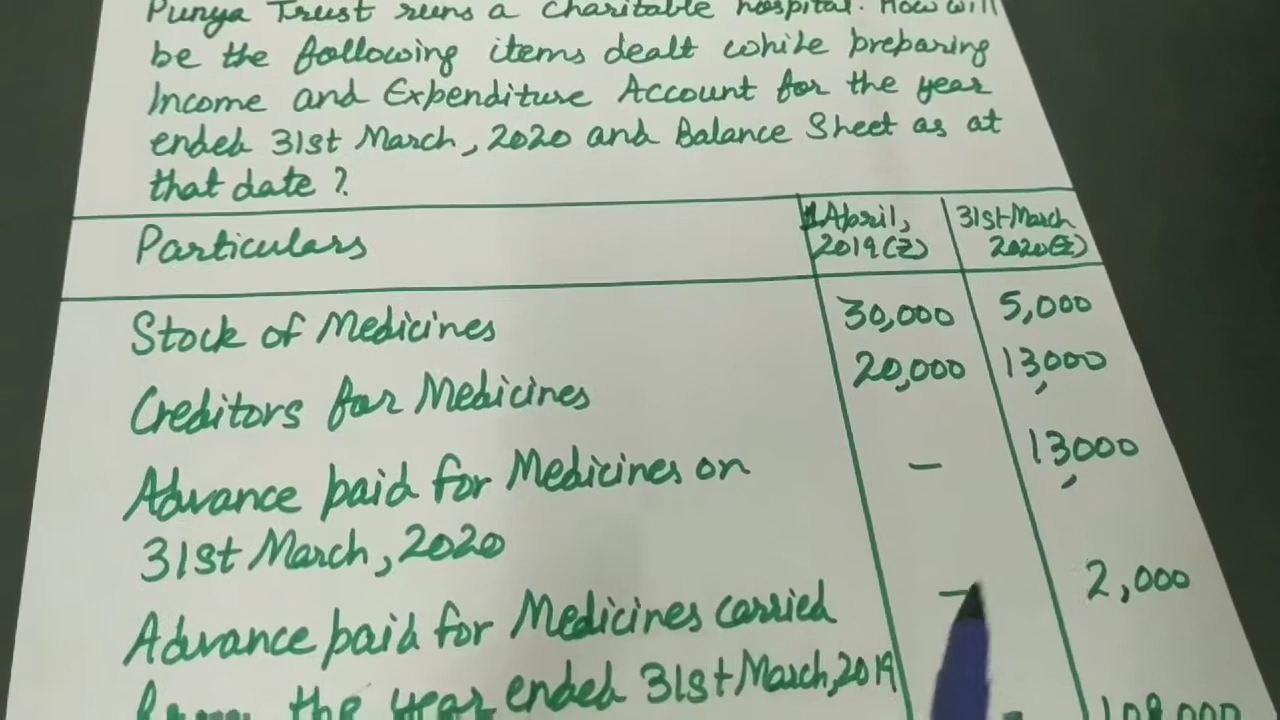 Punya Trust runs a charitable hospital. How will
be the following items dealt while preparing
Income and Expenditure Account for the year
ended 31st March, 2020 and Balance Sheet as at
that date ?
Particulars 1 April, 2019(₹) 31st March 2020(₹)
Stock of Medicines 30,000 5,000
Creditors for Medicines 20,000 13,000
Advance paid for Medicines on - 13,000
31st March, 2020
Advance paid for Medicines carried - 2,000
the year ended 31st March, 2019